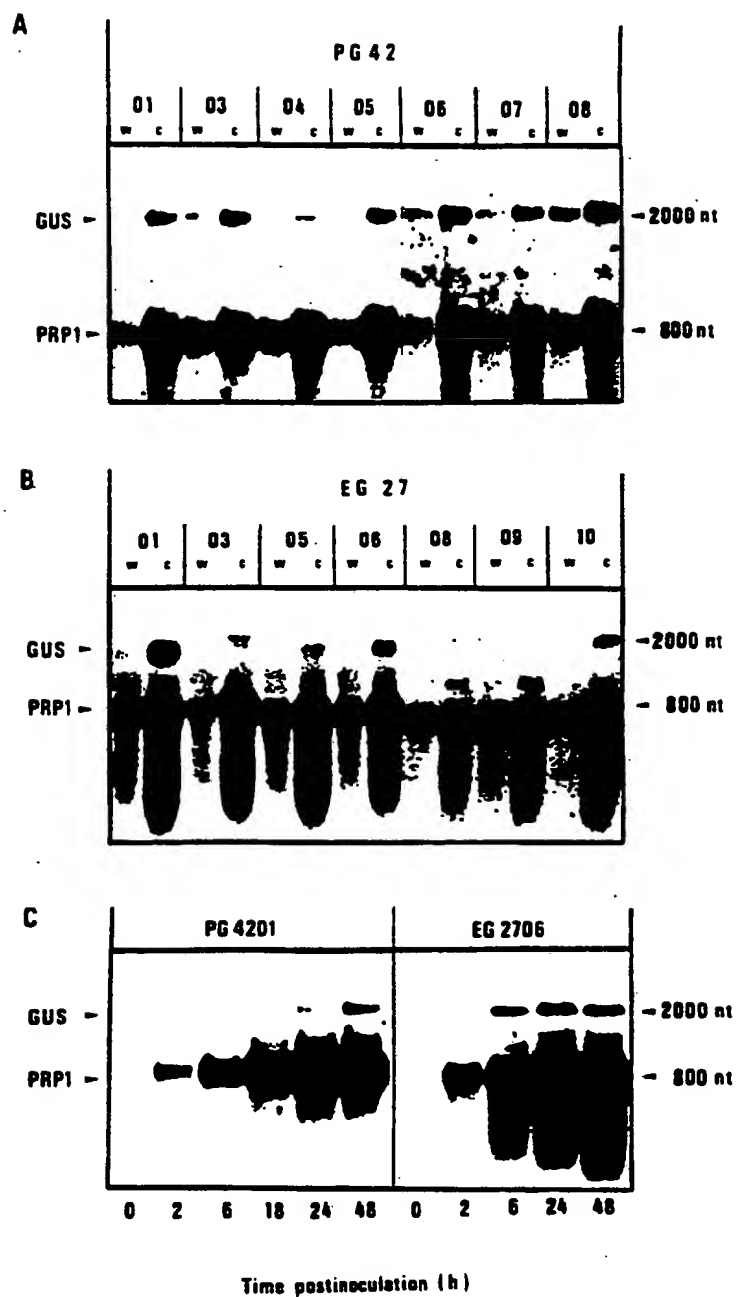 A
PG 42
01 03 04 05 06 07 08
w c w c w c w c w c w c w c
GUS 2000 nt
PRP1 800 nt
B
EG 27
01 03 05 06 08 09 10
w c w c w c w c w c w c w c
GUS 2000 nt
PRP1 800 nt
C
PG 4201 EG 2706
GUS 2000 nt
PRP1 800 nt
0 2 6 18 24 48 0 2 6 24 48
Time postinoculation (h)